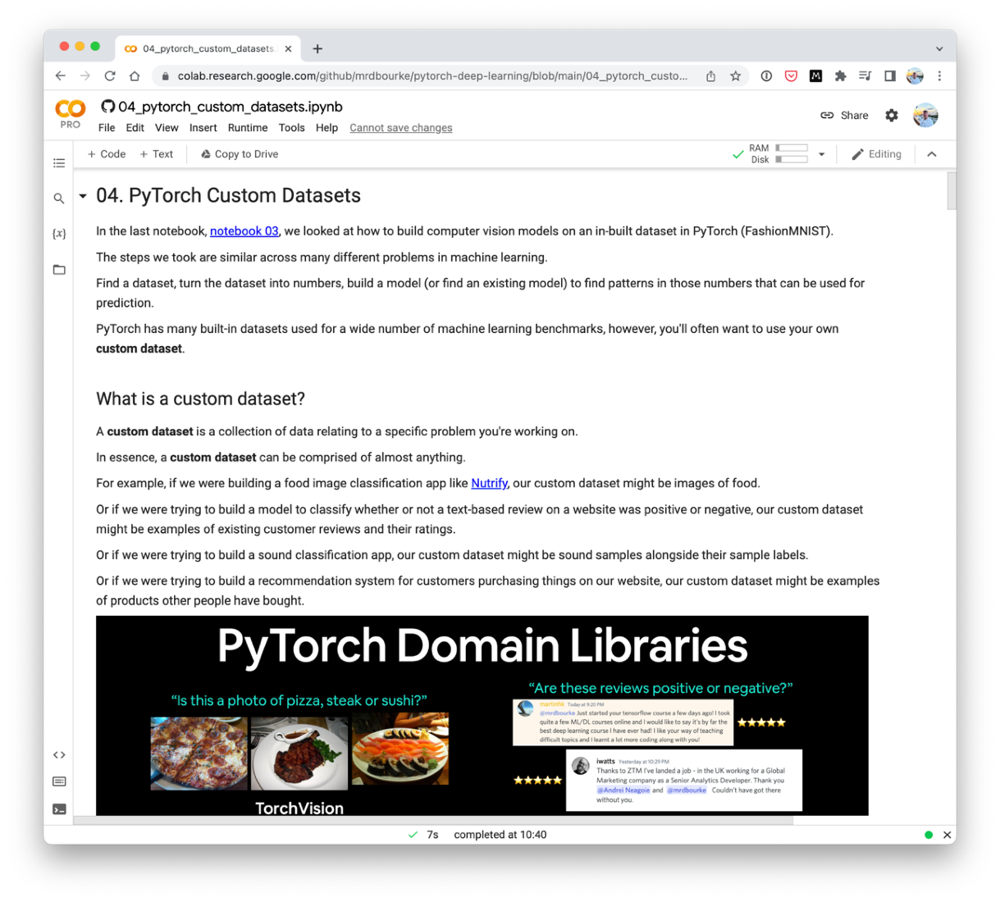 04_pytorch_custom_datasets.
colab.research.google.com/github/mrdbourke/pytorch-deep-learning/blob/main/04_pytorch_custo...
PRO
04_pytorch_custom_datasets.ipynb
Share
File Edit View Insert Runtime Tools Help Cannot save changes
+ Code + Text Copy to Drive
RAM
Disk
Editing
04. PyTorch Custom Datasets
In the last notebook, notebook 03, we looked at how to build computer vision models on an in-built dataset in PyTorch (FashionMNIST).
The steps we took are similar across many different problems in machine learning.
Find a dataset, turn the dataset into numbers, build a model (or find an existing model) to find patterns in those numbers that can be used for
prediction.
PyTorch has many built-in datasets used for a wide number of machine learning benchmarks, however, you'll often want to use your own
custom dataset.
What is a custom dataset?
A custom dataset is a collection of data relating to a specific problem you're working on.
In essence, a custom dataset can be comprised of almost anything.
For example, if we were building a food image classification app like Nutrify, our custom dataset might be images of food.
Or if we were trying to build a model to classify whether or not a text-based review on a website was positive or negative, our custom dataset
might be examples of existing customer reviews and their ratings.
Or if we were trying to build a sound classification app, our custom dataset might be sound samples alongside their sample labels.
Or if we were trying to build a recommendation system for customers purchasing things on our website, our custom dataset might be examples
of products other people have bought.
PyTorch Domain Libraries
“Is this a photo of pizza, steak or sushi?”
TorchVision
“Are these reviews positive or negative?”
martinhk Today at 9:20 PM
@mrdbourke Just started your tensorflow course a few days ago! I took
quite a few ML/DL courses online and I would like to say it's by far the
best deep learning course I have ever had! I like your way of teaching
difficult topics and I learnt a lot more coding along with you!
iwatts Yesterday at 10:29 PM
Thanks to ZTM I've landed a job - in the UK working for a Global
Marketing company as a Senior Analytics Developer. Thank you
@Andrei Neagoie and @mrdbourke Couldn't have got there
without you.
7s completed at 10:40